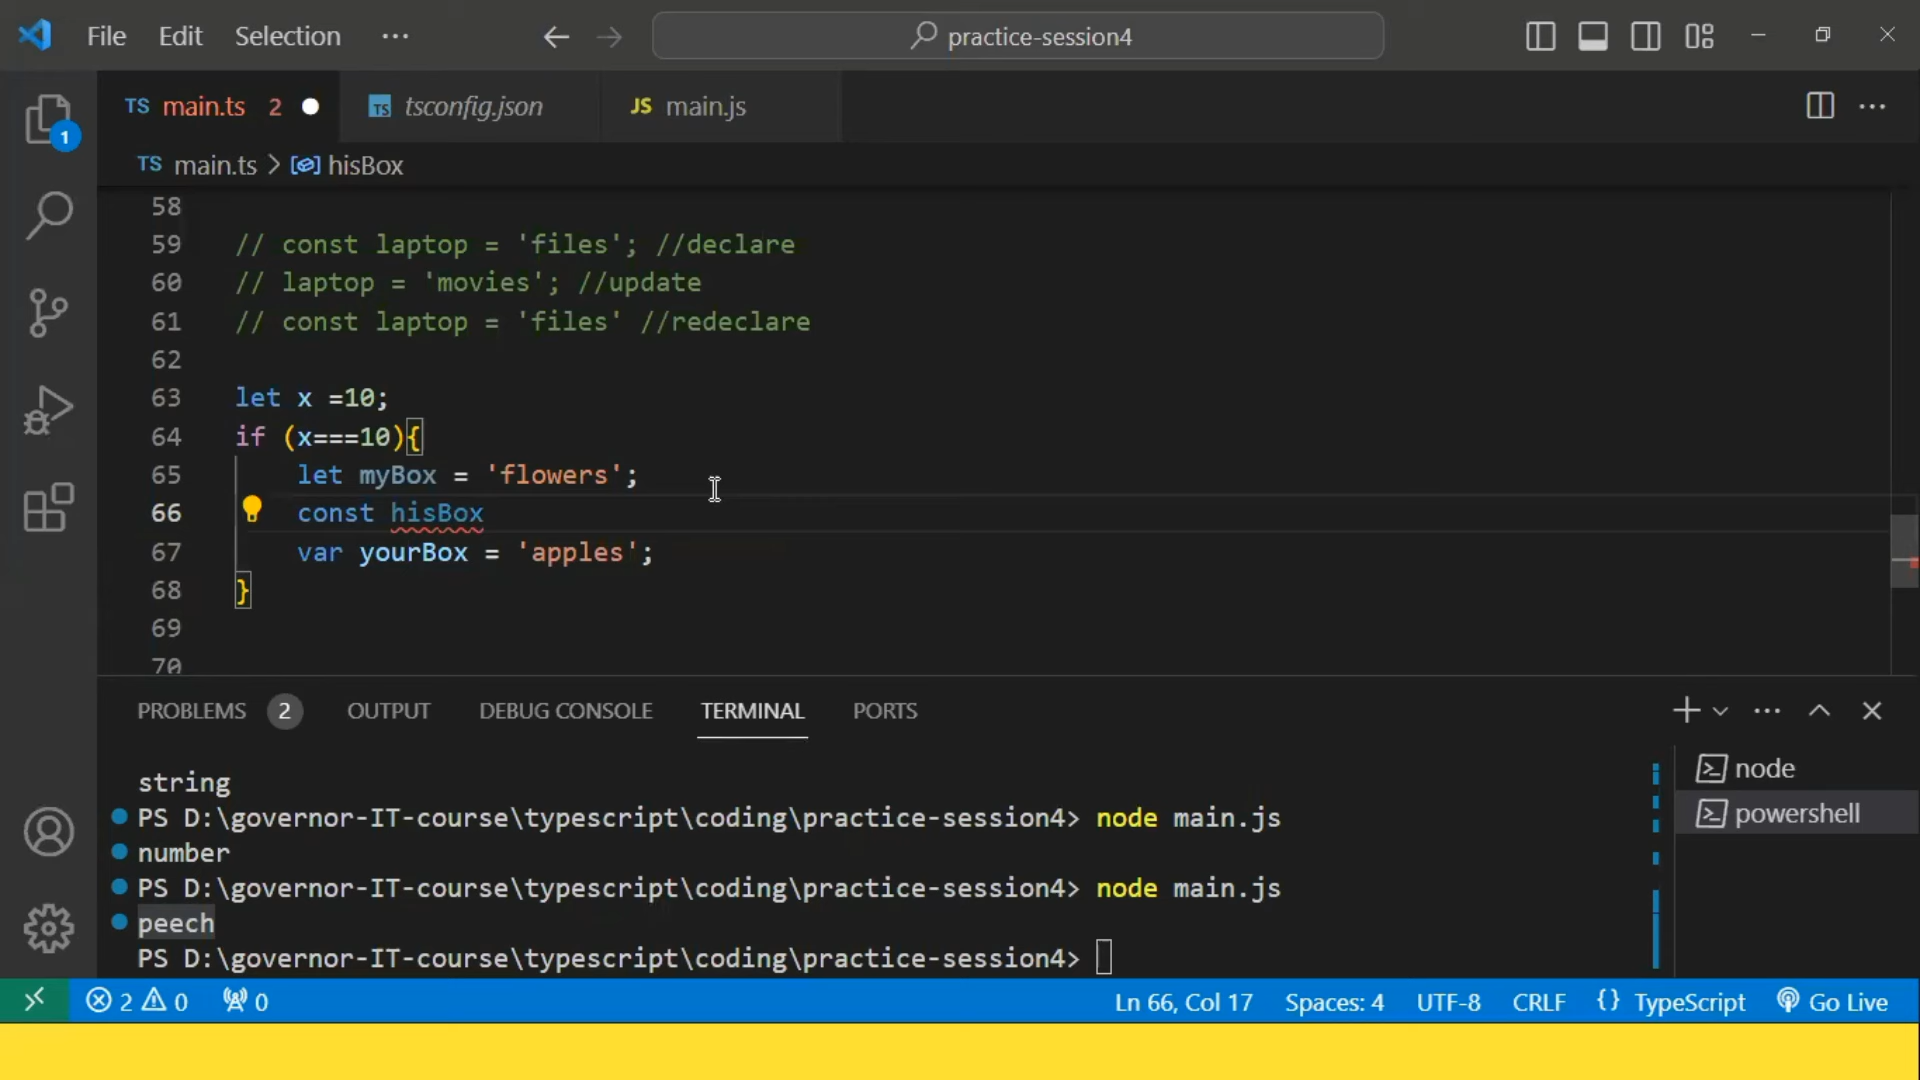 File Edit Selection ··· practice-session4
TS main.ts 2 tsconfig.json JS main.js
TS main.ts > hisBox
58
59 // const laptop = 'files'; //declare
60 // laptop = 'movies'; //update
61 // const laptop = 'files' //redeclare
62
63 let x =10;
64 if (x===10){
65 let myBox = 'flowers';
66 const hisBox
67 var yourBox = 'apples';
68 }
69
70
PROBLEMS 2 OUTPUT DEBUG CONSOLE TERMINAL PORTS
string
PS D:\governor-IT-course\typescript\coding\practice-session4> node main.js
number
PS D:\governor-IT-course\typescript\coding\practice-session4> node main.js
peech
PS D:\governor-IT-course\typescript\coding\practice-session4>
node
powershell
1
2 0 0 Ln 66, Col 17 Spaces: 4 UTF-8 CRLF {} TypeScript Go Live